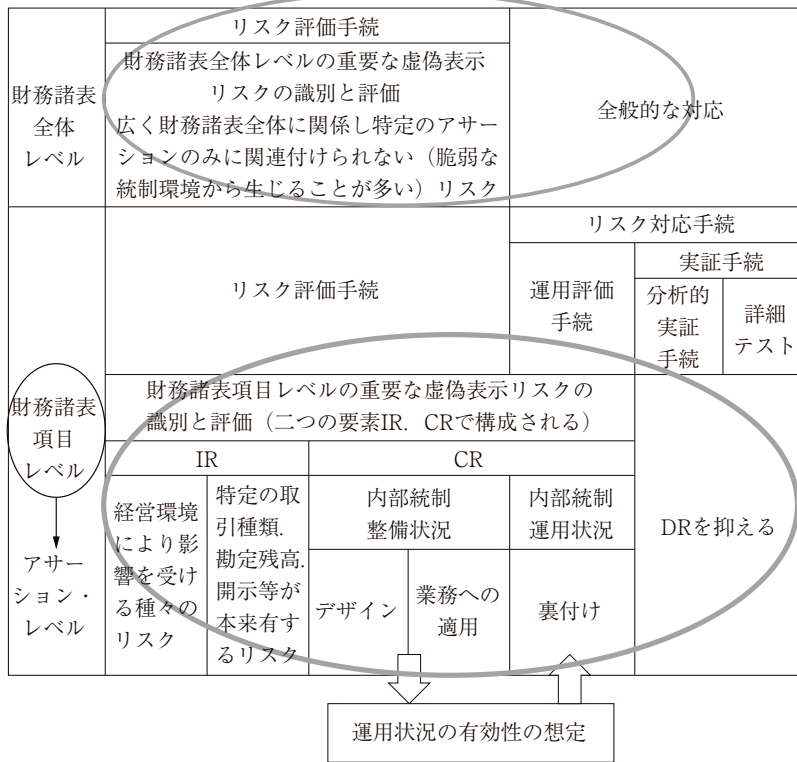 リスク評価手続
財務諸表全体レベルの重要な虚偽表示
リスクの識別と評価
広く財務諸表全体に関係し特定のアサー
ションのみに関連付けられない（脆弱な
統制環境から生じることが多い）リスク
財務諸表
全体
レベル
全般的な対応
リスク対応手続
リスク評価手続
運用評価
手続
実証手続
分析的
実証
手続
詳細
テスト
財務諸表
項目
レベル
アサー
ション・
レベル
財務諸表項目レベルの重要な虚偽表示リスクの
識別と評価（二つの要素IR．CRで構成される）
IR
CR
経営環境
により影
響を受け
る種々の
リスク
特定の取
引種類．
勘定残高．
開示等が
本来有す
るリスク
内部統制
整備状況
内部統制
運用状況
デザイン
業務への
適用
裏付け
DRを抑える
運用状況の有効性の想定